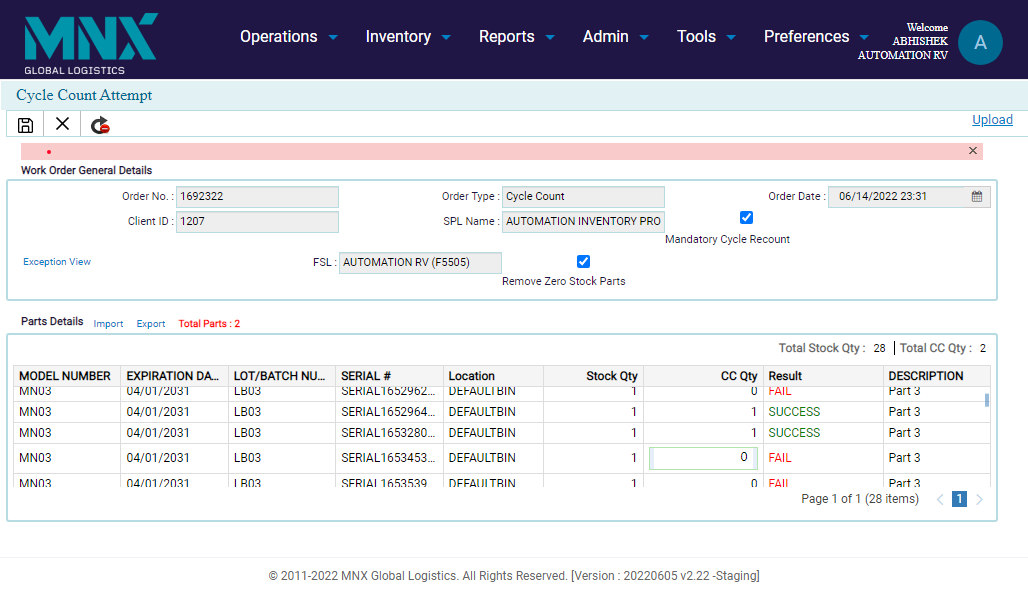 MNX
GLOBAL LOGISTICS
Operations Inventory Reports Admin Tools Preferences
Welcome
ABHISHEK
AUTOMATION RV
A
Cycle Count Attempt
Upload
Work Order General Details
Order No. : 1692322 Order Type : Cycle Count Order Date : 06/14/2022 23:31
Client ID : 1207 SPL Name : AUTOMATION INVENTORY PRO
Mandatory Cycle Recount
Exception View FSL : AUTOMATION RV (F5505)
Remove Zero Stock Parts
Parts Details Import Export Total Parts : 2
Total Stock Qty : 28 Total CC Qty : 2
MODEL NUMBER EXPIRATION DA... LOT/BATCH NU... SERIAL # Location Stock Qty CC Qty Result DESCRIPTION
MN03 04/01/2031 LB03 SERIAL1652962... DEFAULTBIN 1 0 FAIL Part 3
MN03 04/01/2031 LB03 SERIAL1652964... DEFAULTBIN 1 1 SUCCESS Part 3
MN03 04/01/2031 LB03 SERIAL1653280... DEFAULTBIN 1 1 SUCCESS Part 3
MN03 04/01/2031 LB03 SERIAL1653453... DEFAULTBIN 1 0 FAIL Part 3
MN03 04/01/2031 LB03 SERIAL1653539... DEFAULTBIN 1 0 FAIL Part 3
Page 1 of 1 (28 items) 1
© 2011-2022 MNX Global Logistics. All Rights Reserved. [Version : 20220605 v2.22 -Staging]